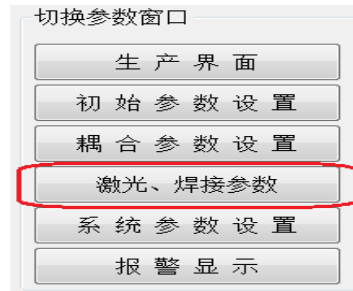 切换参数窗口
生 产 界 面
初 始 参 数 设 置
耦 合 参 数 设 置
激光、焊接参数
系 统 参 数 设 置
报 警 显 示